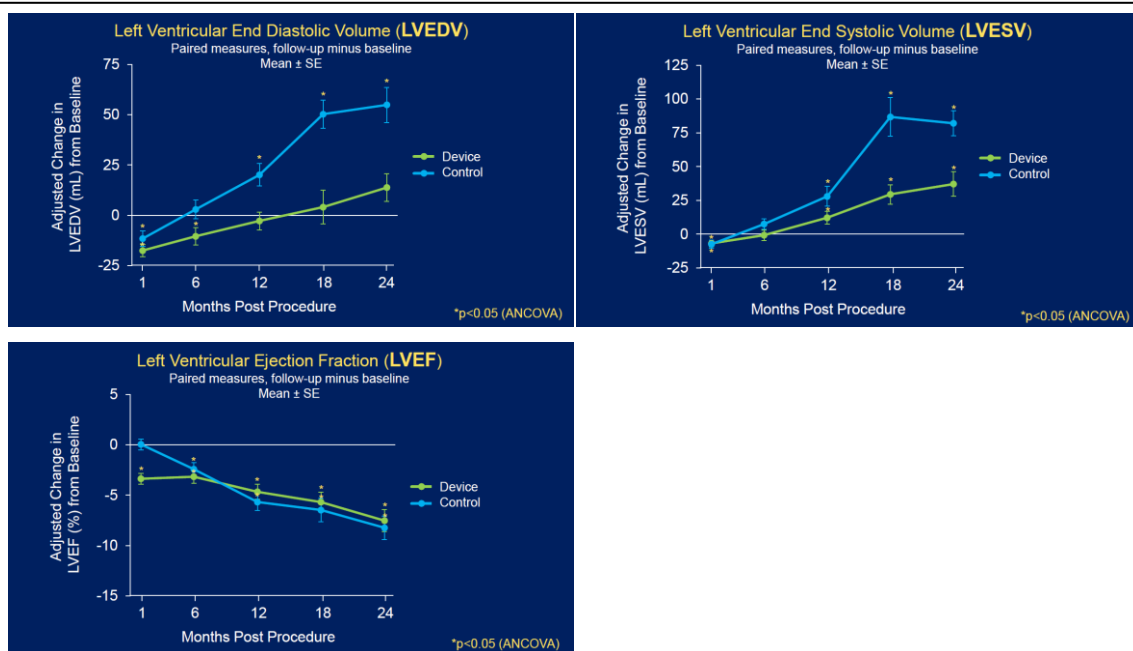 Left Ventricular End Diastolic Volume (LVEDV)
Paired measures, follow-up minus baseline
Mean ± SE
Adjusted Change in
LVEDV (mL) from Baseline
75
50
25
0
-25
*
*
*
*
*
*
Device
Control
1 6 12 18 24
Months Post Procedure
*p<0.05 (ANCOVA)
Left Ventricular End Systolic Volume (LVESV)
Paired measures, follow-up minus baseline
Mean ± SE
Adjusted Change in
LVESV (mL) from Baseline
125
100
75
50
25
0
-25
*
*
*
*
*
*
*
*
Device
Control
1 6 12 18 24
Months Post Procedure
*p<0.05 (ANCOVA)
Left Ventricular Ejection Fraction (LVEF)
Paired measures, follow-up minus baseline
Mean ± SE
Adjusted Change in
LVEF (%) from Baseline
5
0
-5
-10
-15
*
*
*
*
*
Device
Control
1 6 12 18 24
Months Post Procedure
*p<0.05 (ANCOVA)